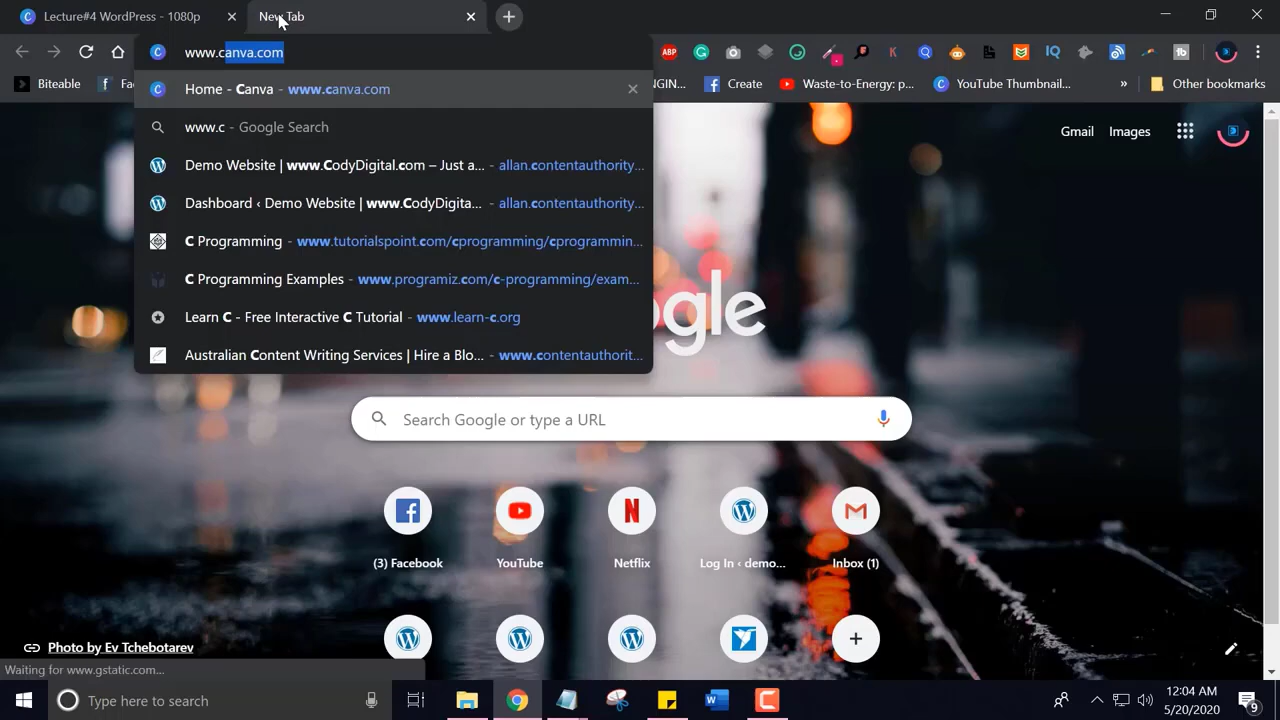 Lecture#4 WordPress - 1080p
New Tab
www.canva.com
Biteable
Fa
NGIN...
Create
Waste-to-Energy: p...
YouTube Thumbnail...
»
Other bookmarks
Home - Canva - www.canva.com
www.c - Google Search
Demo Website | www.CodyDigital.com – Just a... - allan.contentauthority...
Dashboard ‹ Demo Website | www.CodyDigita... - allan.contentauthority...
C Programming - www.tutorialspoint.com/cprogramming/cprogrammin...
C Programming Examples - www.programiz.com/c-programming/exam...
Learn C - Free Interactive C Tutorial - www.learn-c.org
Australian Content Writing Services | Hire a Blo... - www.contentauthorit...
Gmail Images
ogle
Search Google or type a URL
(3) Facebook
YouTube
Netflix
Log In ‹ demo...
Inbox (1)
Photo by Ev Tchebotarev
Waiting for www.gstatic.com...
Type here to search
12:04 AM
5/20/2020
9